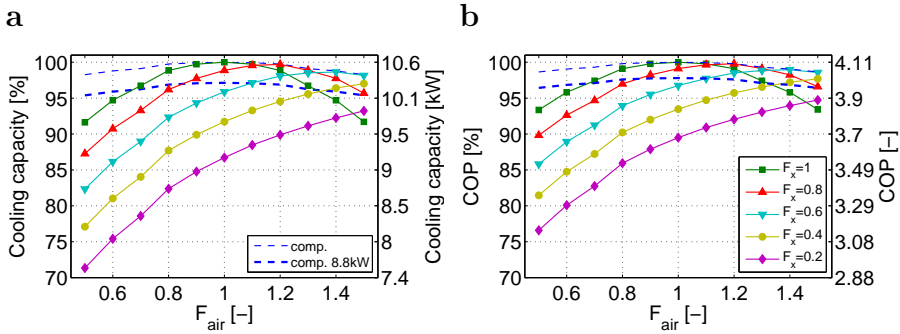 a
Cooling capacity [%]
100
95
90
85
80
75
70
0.6
0.8
1
1.2
1.4
F_air [–]
10.6
10.1
9.5
9
8.5
8
7.4
Cooling capacity [kW]
comp.
comp. 8.8kW
b
COP [%]
100
95
90
85
80
75
70
0.6
0.8
1
1.2
1.4
F_air [–]
4.11
3.9
3.7
3.49
3.29
3.08
2.88
COP [–]
F_x=1
F_x=0.8
F_x=0.6
F_x=0.4
F_x=0.2